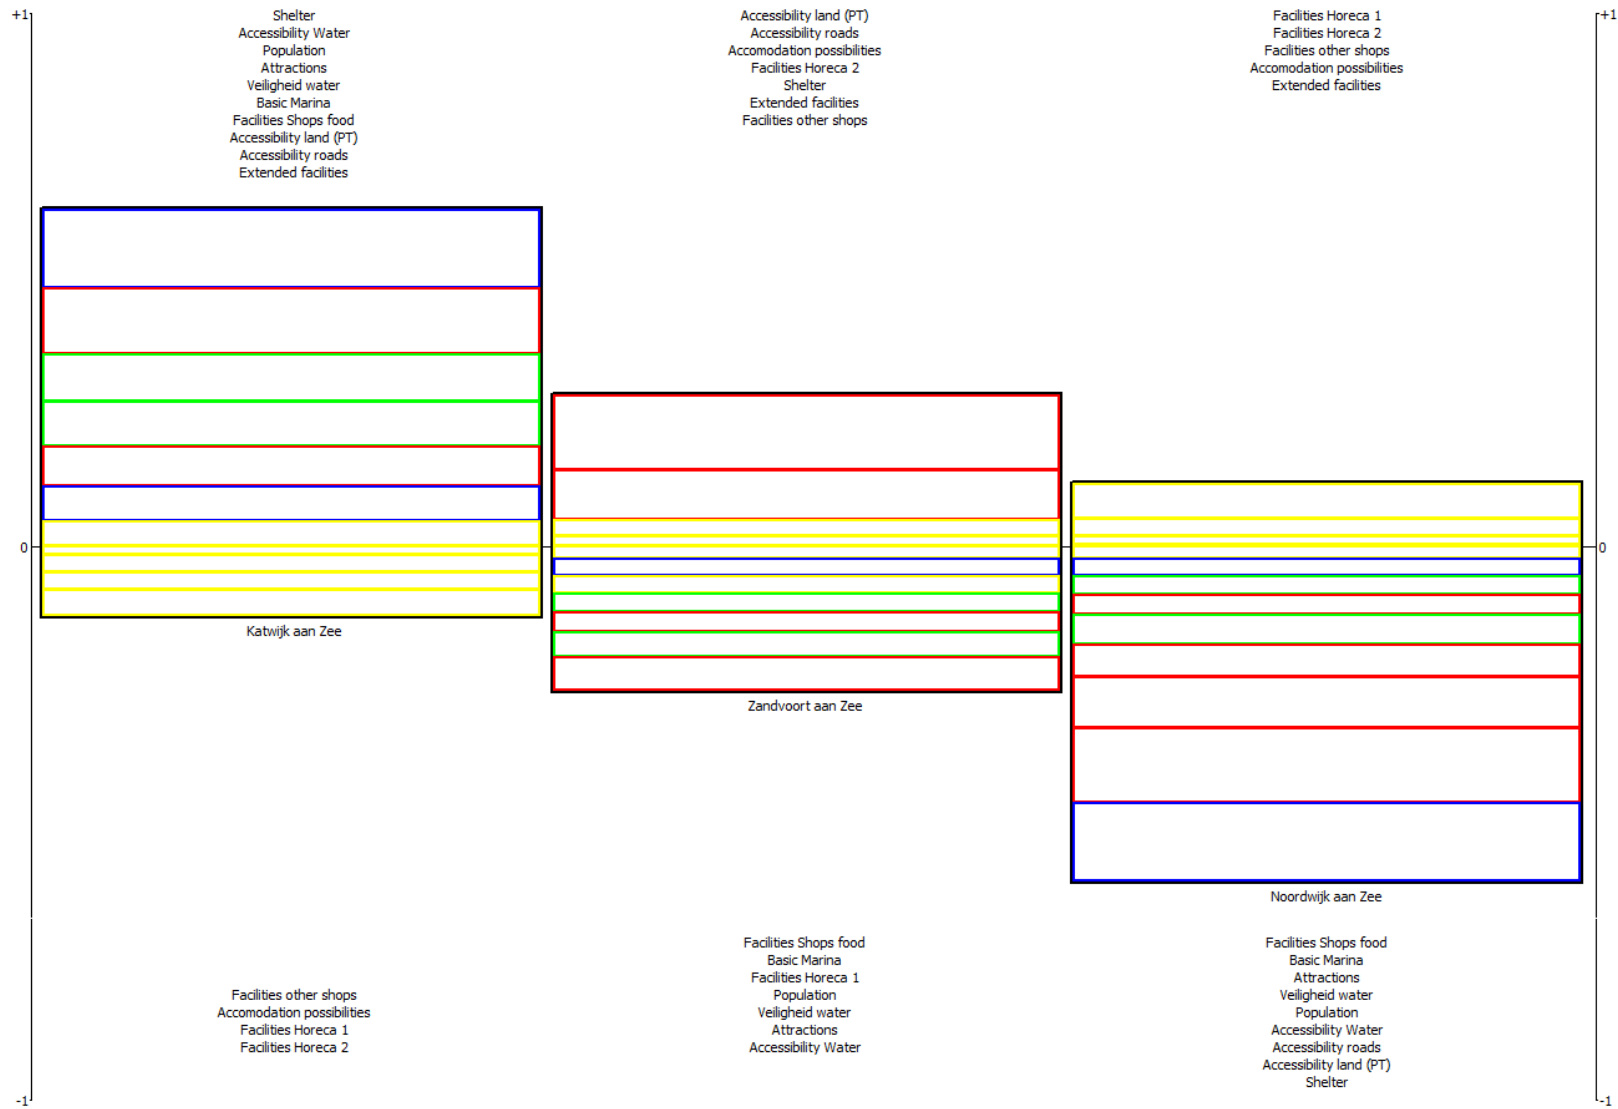 +1
Shelter
Accessibility Water
Population
Attractions
Veiligheid water
Basic Marina
Facilities Shops food
Accessibility land (PT)
Accessibility roads
Extended facilities
Accessibility land (PT)
Accessibility roads
Accomodation possibilities
Facilities Horeca 2
Shelter
Extended facilities
Facilities other shops
Facilities Horeca 1
Facilities Horeca 2
Facilities other shops
Accomodation possibilities
Extended facilities
+1
0
0
Katwijk aan Zee
Zandvoort aan Zee
Noordwijk aan Zee
Facilities other shops
Accomodation possibilities
Facilities Horeca 1
Facilities Horeca 2
Facilities Shops food
Basic Marina
Facilities Horeca 1
Population
Veiligheid water
Attractions
Accessibility Water
Facilities Shops food
Basic Marina
Attractions
Veiligheid water
Population
Accessibility Water
Accessibility roads
Accessibility land (PT)
Shelter
-1
-1